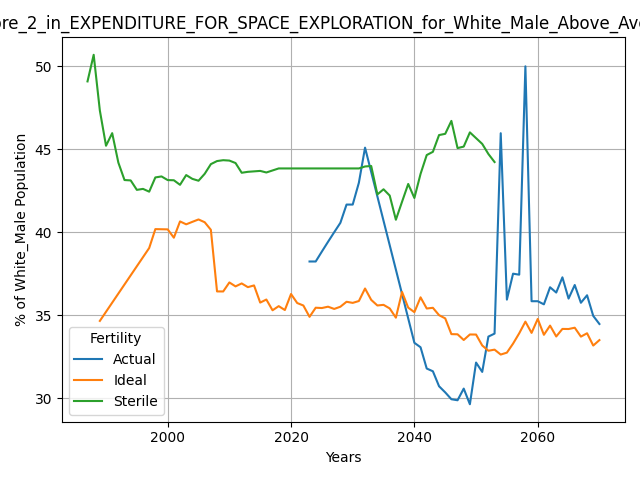 ore_2_in_EXPENDITURE_FOR_SPACE_EXPLORATION_for_White_Male_Above_Ave
% of White_Male Population
50
45
40
35
30
Fertility
Actual
Ideal
Sterile
2000 2020 2040 2060
Years